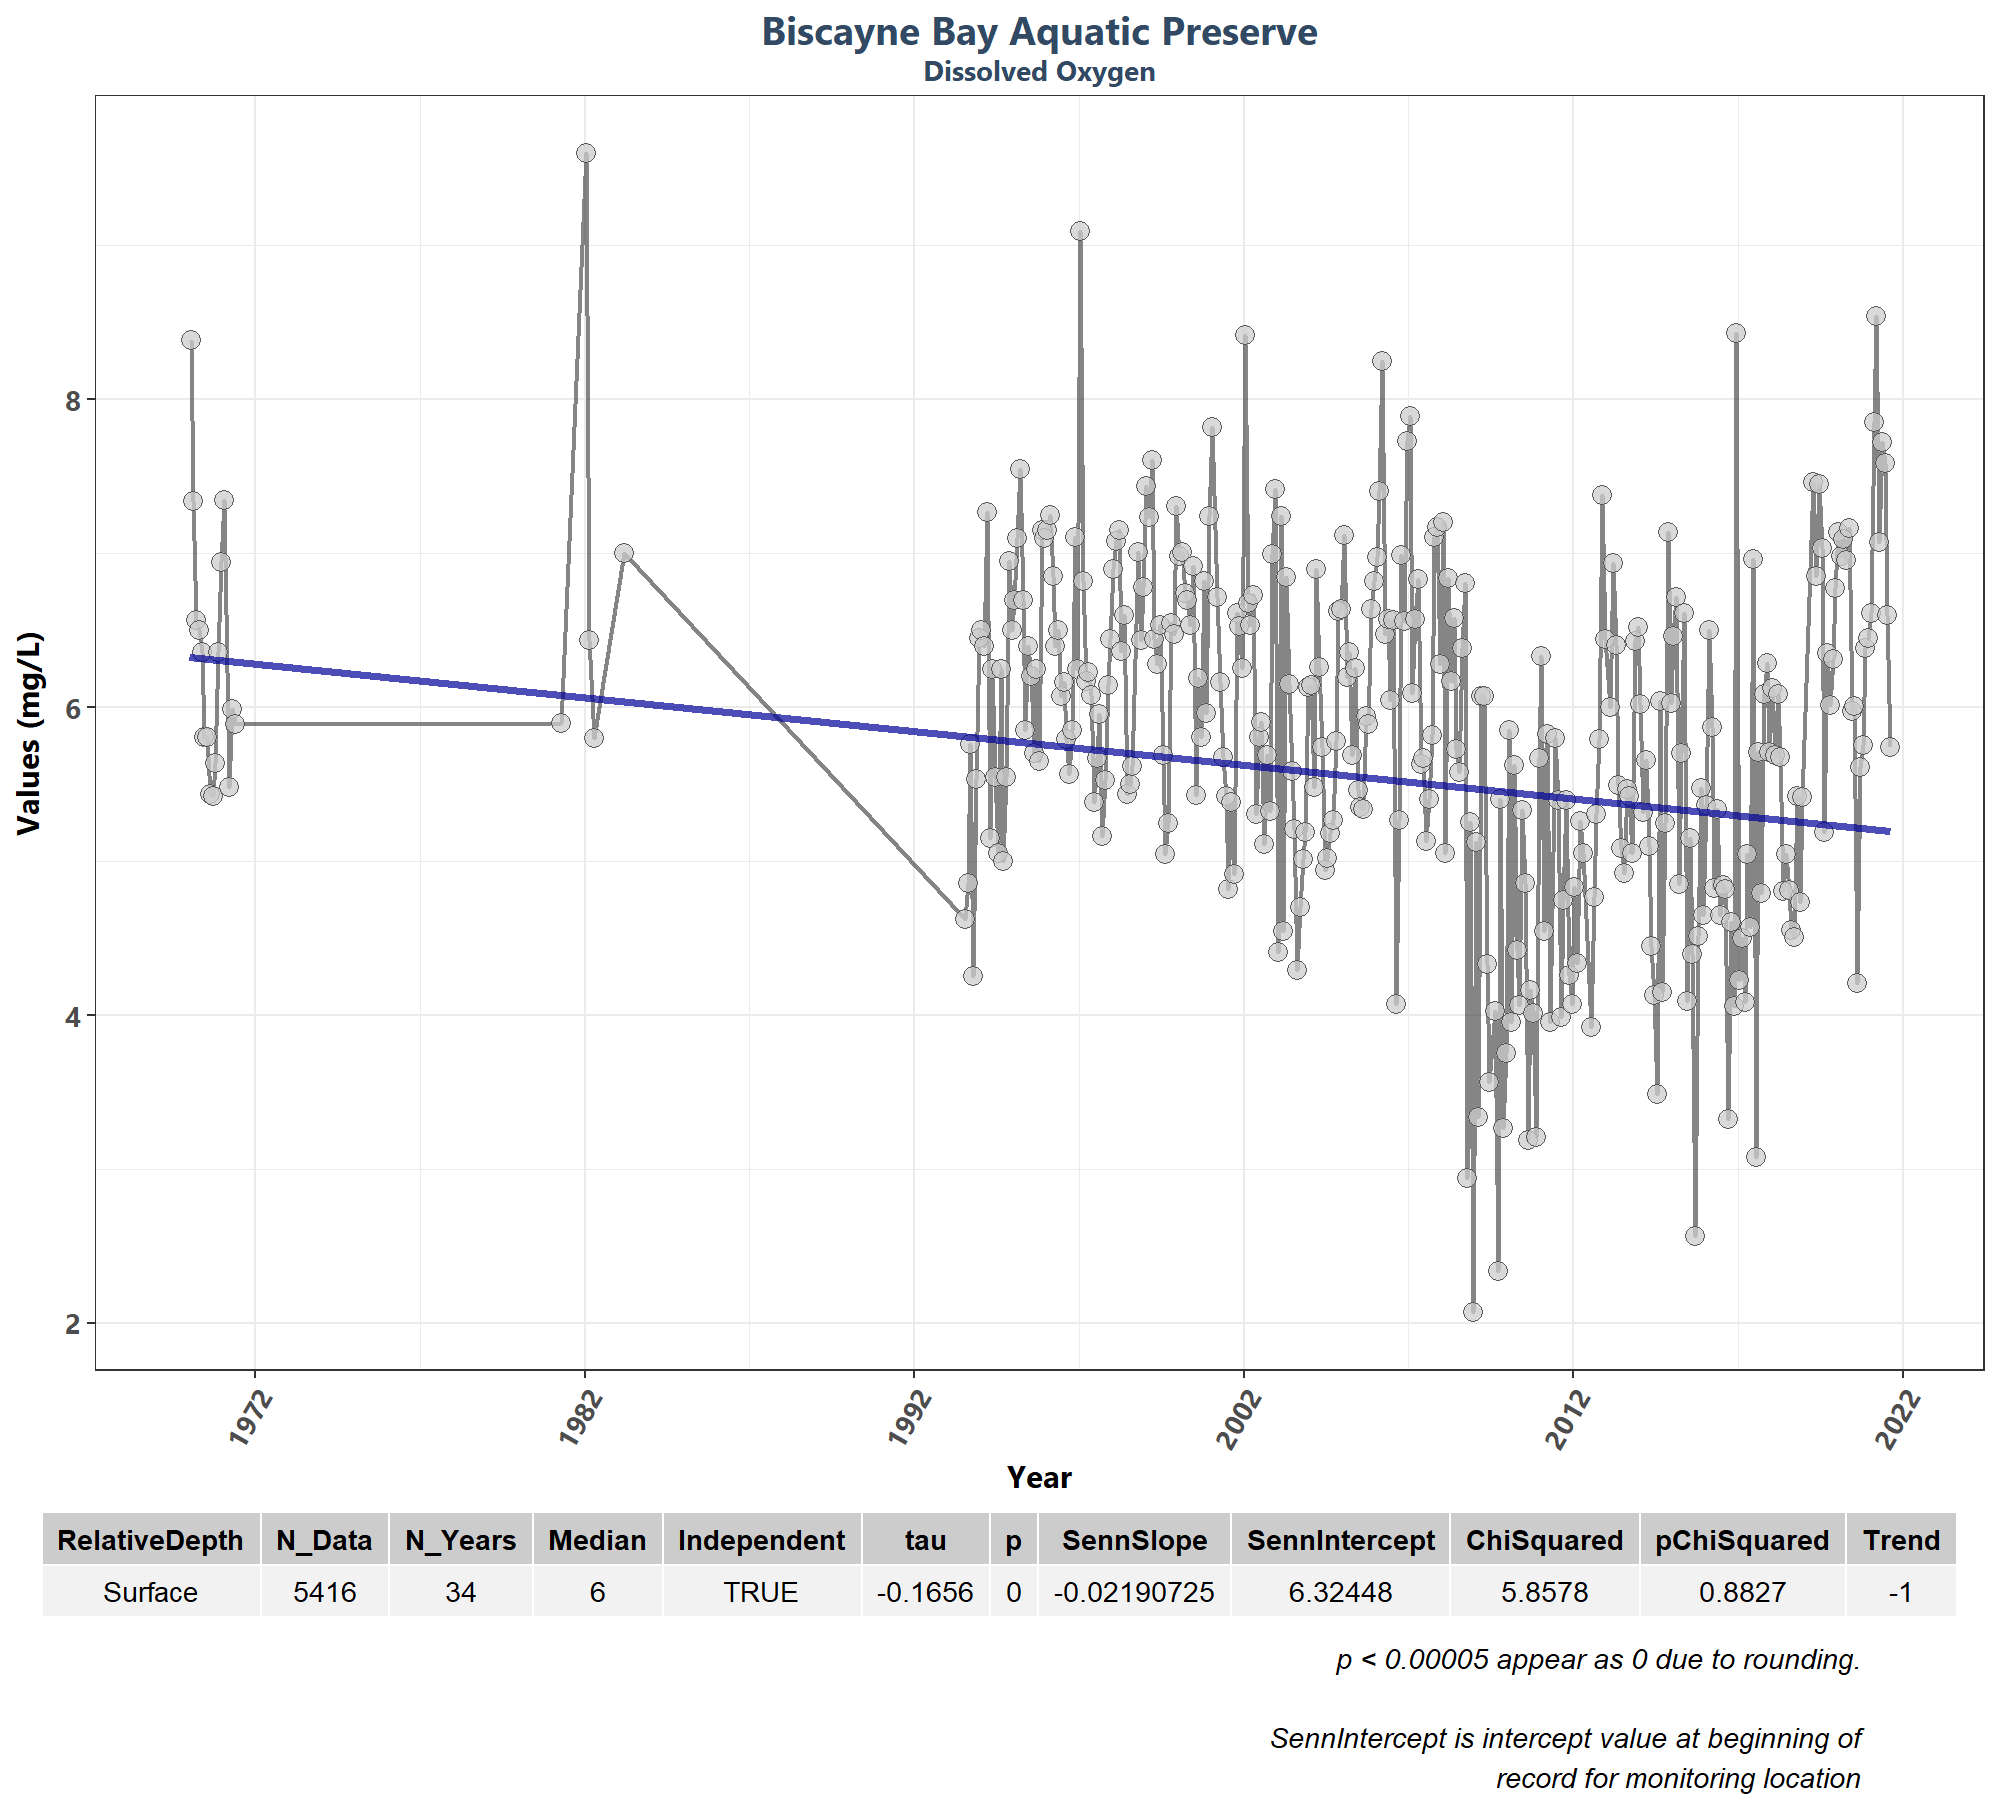 Biscayne Bay Aquatic Preserve
Dissolved Oxygen
Values (mg/L)
8
6
4
2
1972 1982 1992 2002 2012 2022
Year
RelativeDepth N_Data N_Years Median Independent tau p SennSlope SennIntercept ChiSquared pChiSquared Trend
Surface 5416 34 6 TRUE -0.1656 0 -0.02190725 6.32448 5.8578 0.8827 -1
p < 0.00005 appear as 0 due to rounding.
SennIntercept is intercept value at beginning of
record for monitoring location